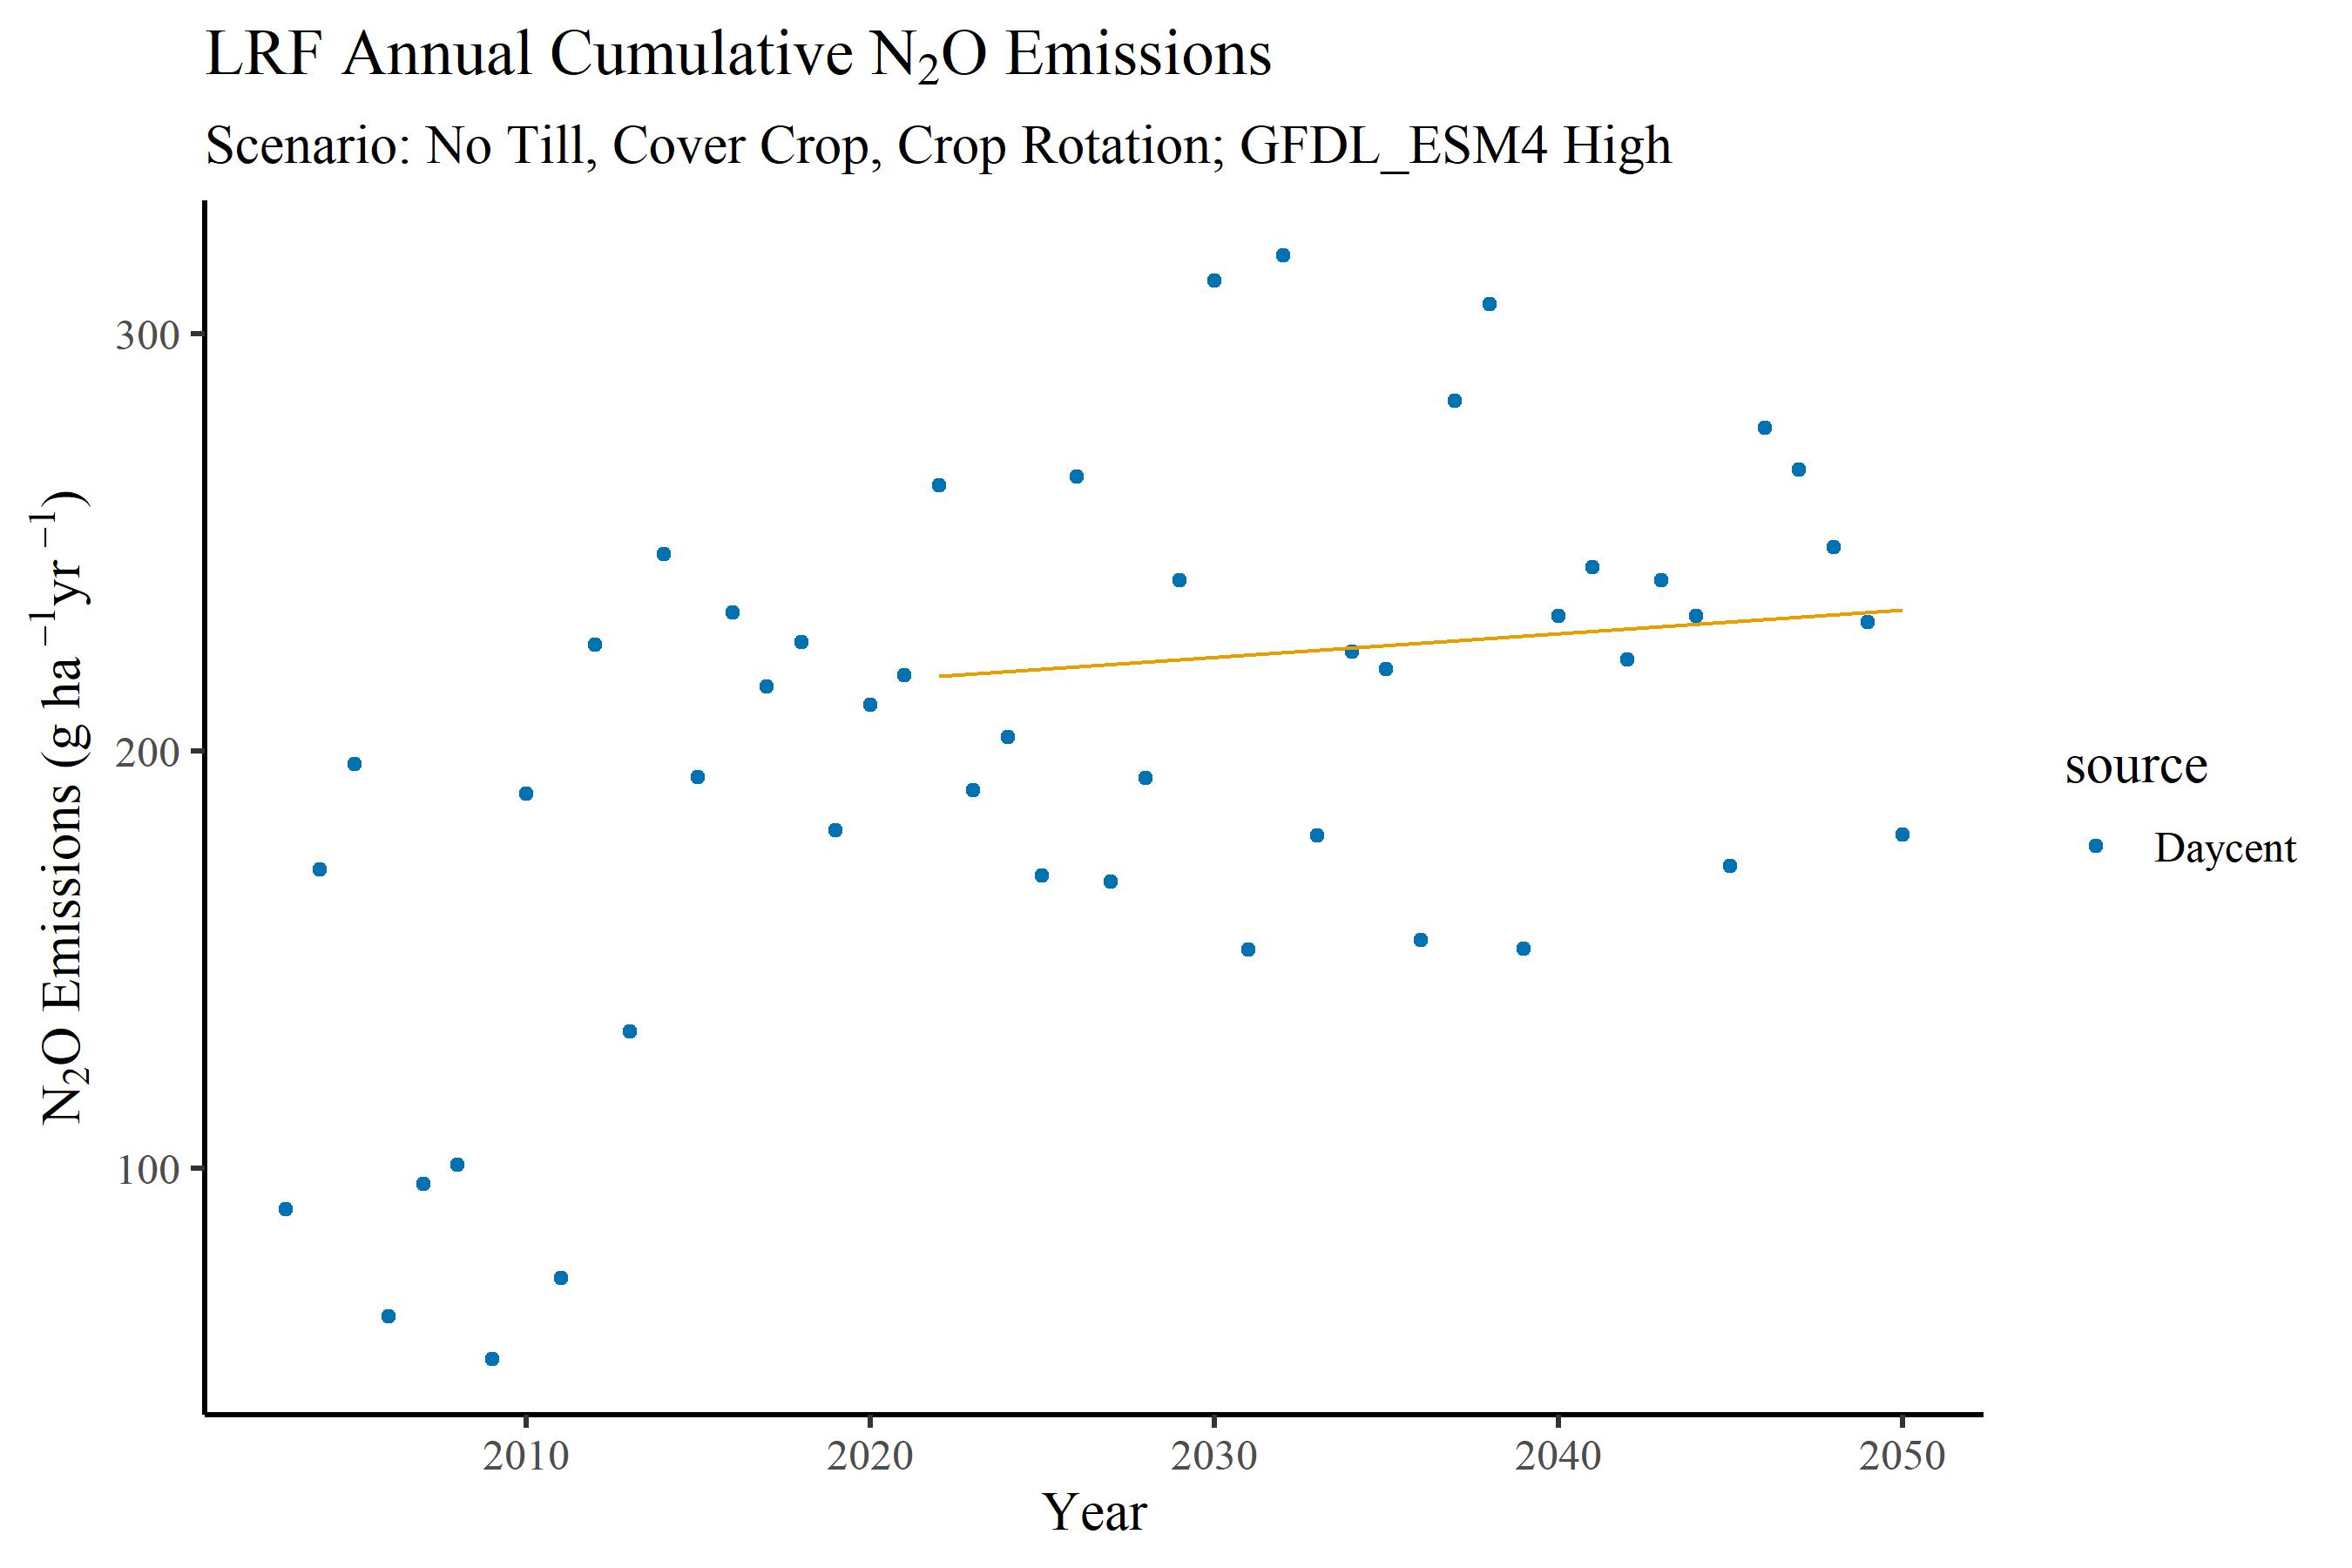 LRF Annual Cumulative N₂O Emissions
Scenario: No Till, Cover Crop, Crop Rotation; GFDL_ESM4 High
N₂O Emissions (g ha ⁻¹yr ⁻¹)
300
200
100
2010
2020
2030
2040
2050
Year
source
Daycent